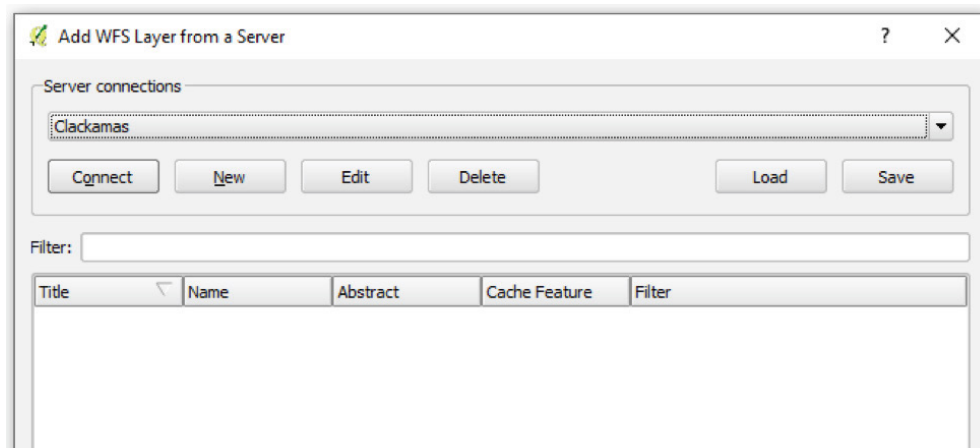 Add WFS Layer from a Server ?
Server connections
Clackamas
Connect New Edit Delete Load Save
Filter:
Title Name Abstract Cache Feature Filter